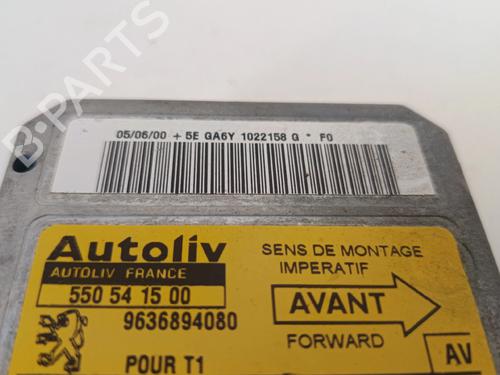 05/06/00 + 5E GA6Y 1022158 G * F0
Autoliv
AUTOLIV FRANCE
550 54 15 00
9636894080
POUR T1
SENS DE MONTAGE
IMPERATIF
AVANT
FORWARD
AV
B-PARTS